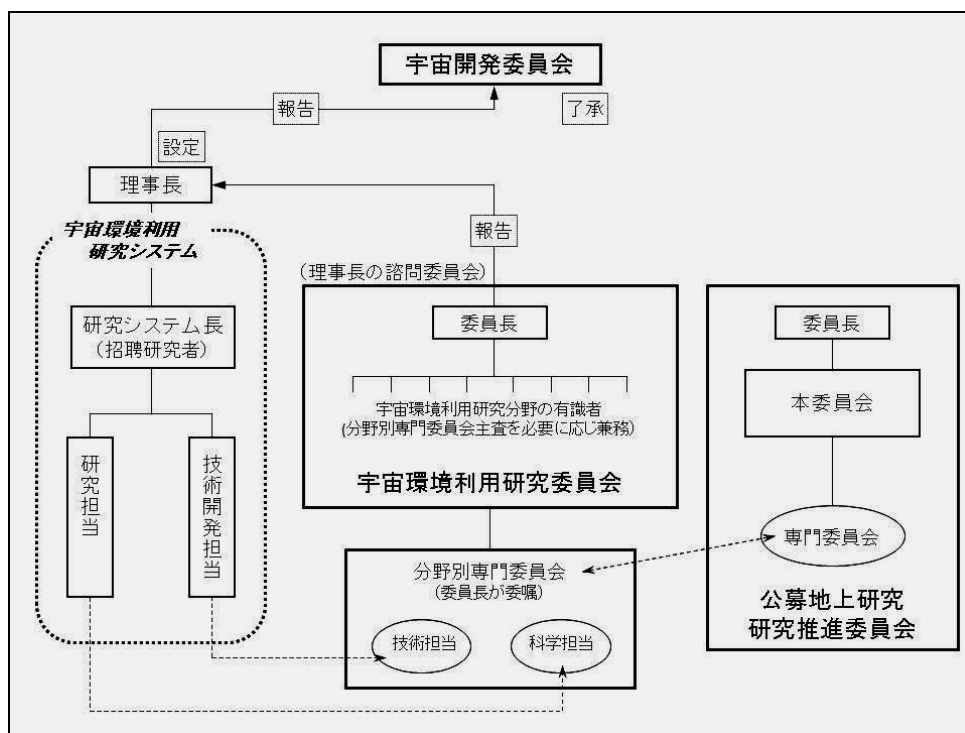 宇宙開発委員会
報告
了承
設定
理事長
宇宙環境利用
研究システム
報告
(理事長の諮問委員会)
研究システム長
(招聘研究者)
委員長
委員長
宇宙環境利用研究分野の有識者
(分野別専門委員会主査を必要に応じ兼務)
本委員会
研究担当
技術開発担当
宇宙環境利用研究委員会
専門委員会
分野別専門委員会
(委員長が委嘱)
公募地上研究
研究推進委員会
技術担当
科学担当